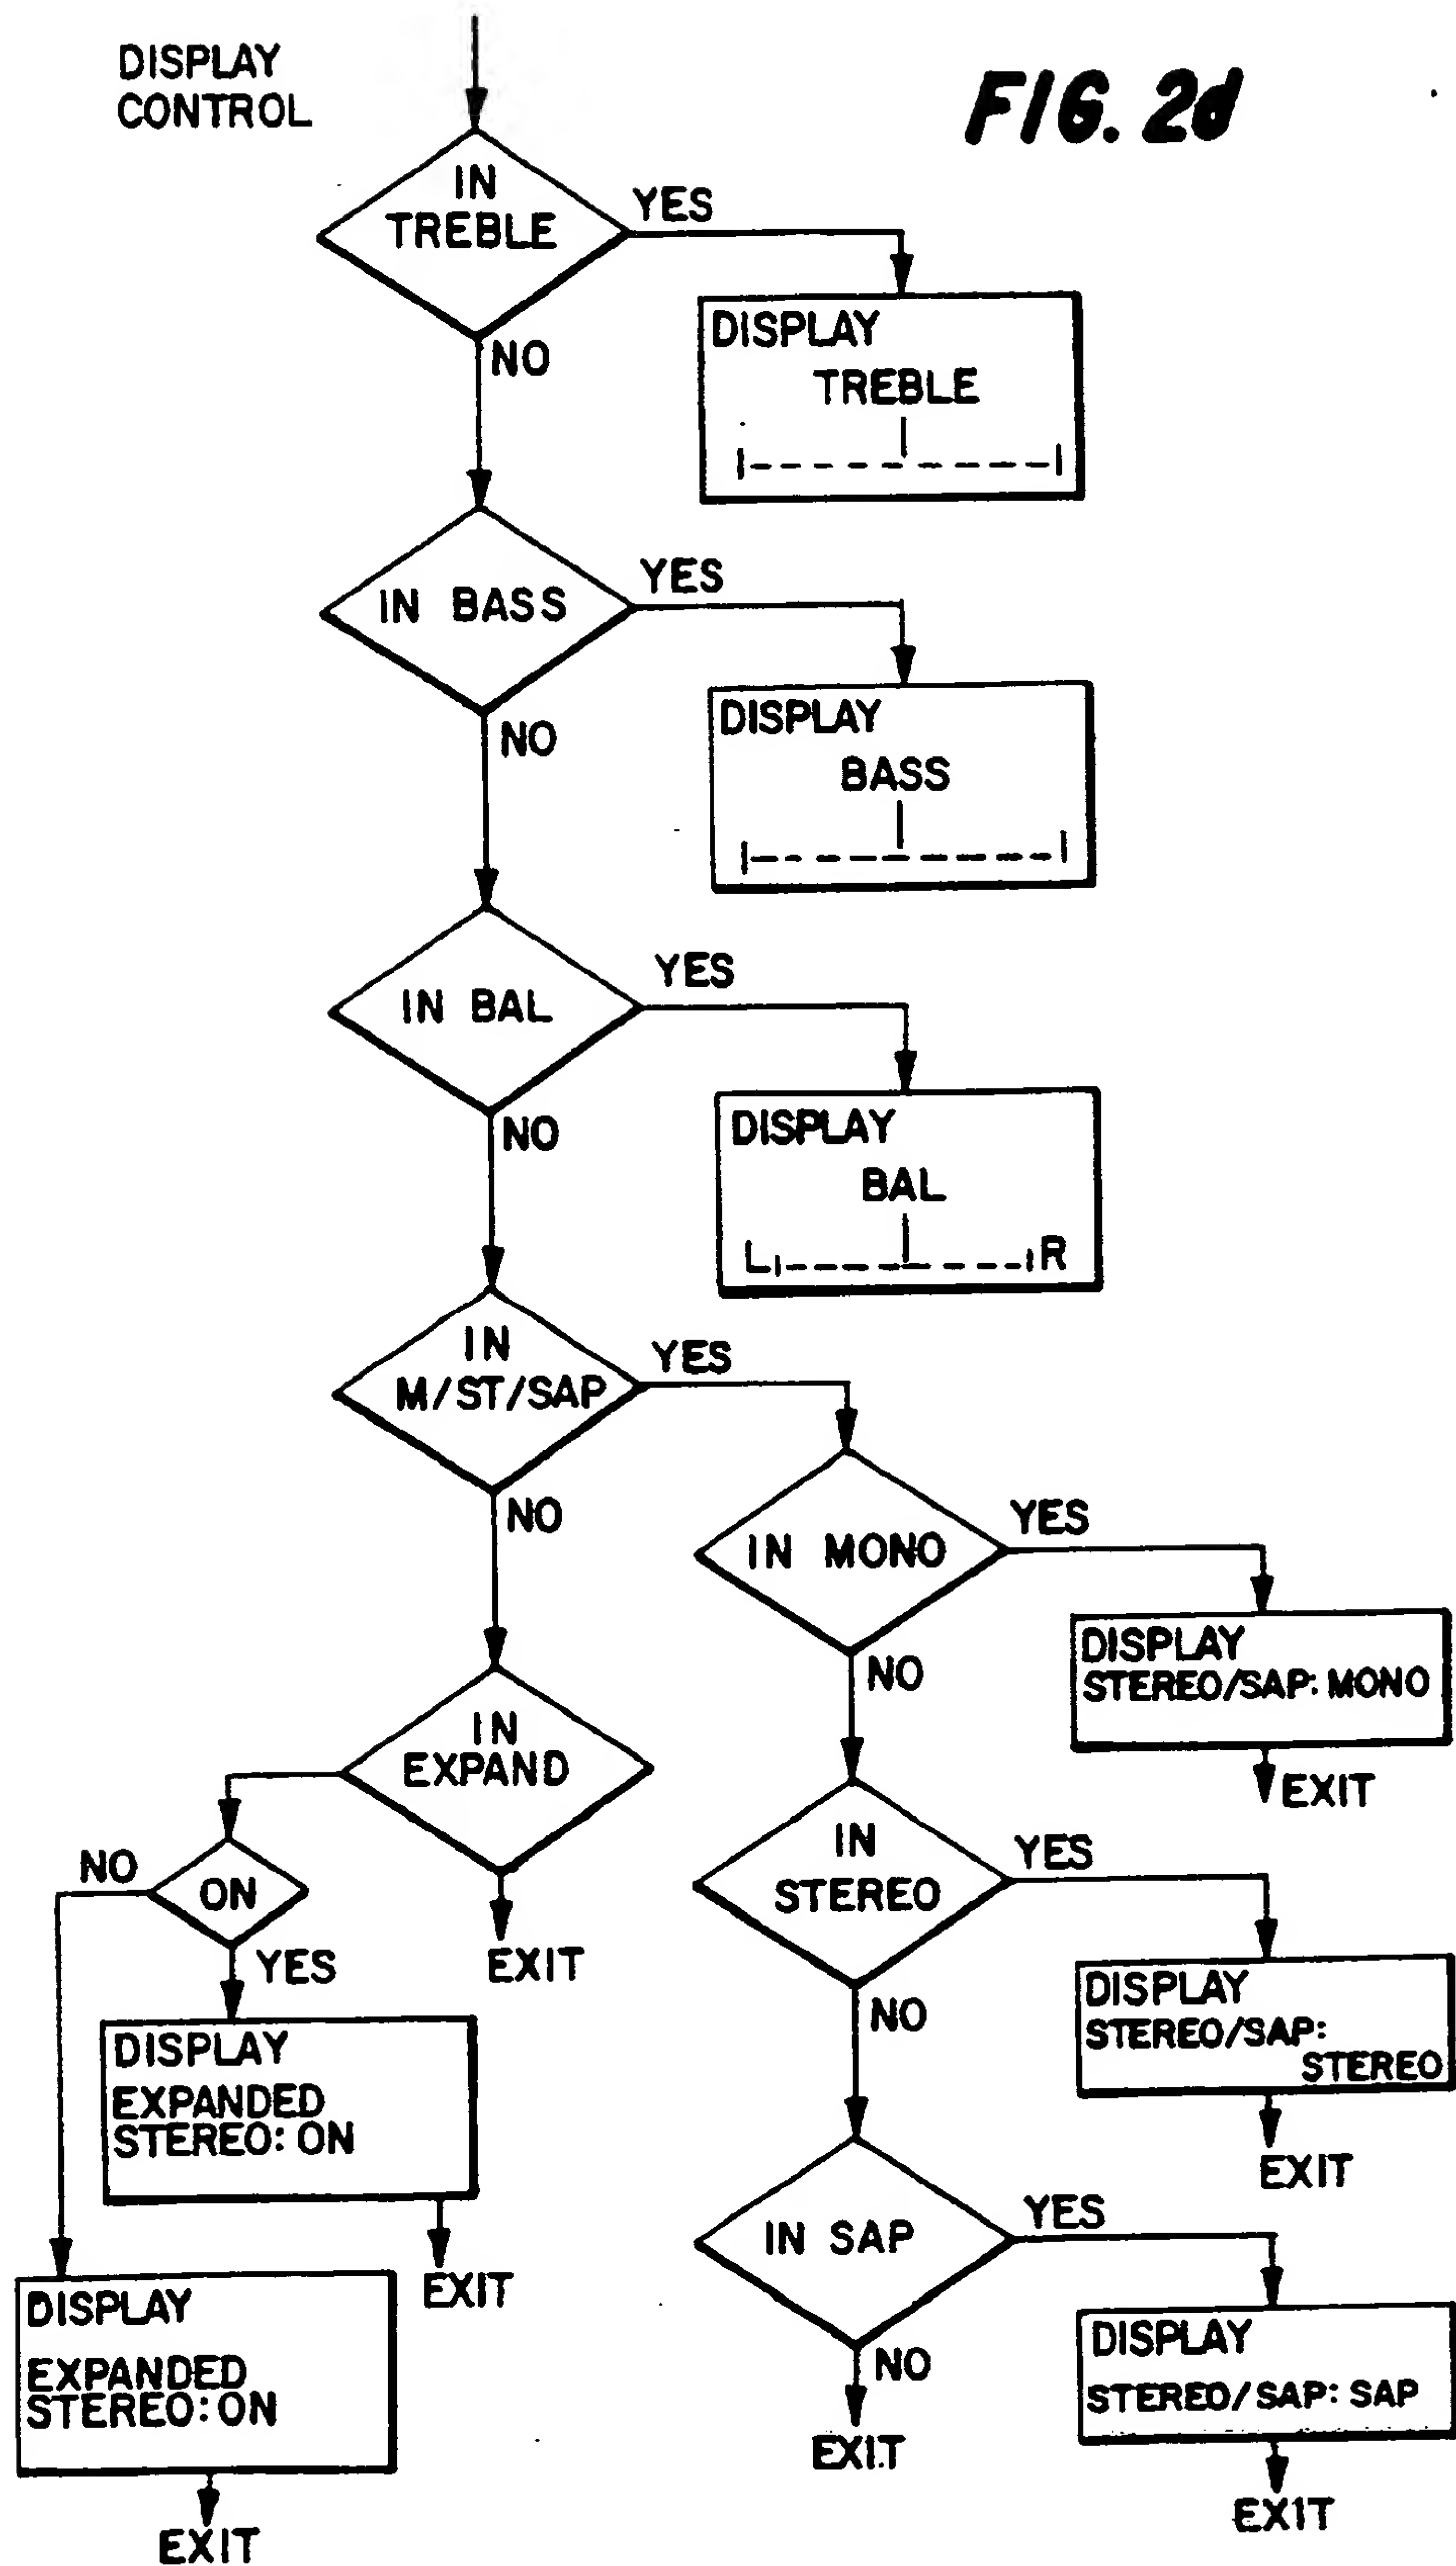 DISPLAY
CONTROL
FIG. 2d
IN
TREBLE
YES
NO
DISPLAY
TREBLE
IN BASS
YES
NO
DISPLAY
BASS
IN BAL
YES
NO
DISPLAY
BAL
L R
IN
M/ST/SAP
YES
NO
IN MONO
YES
NO
DISPLAY
STEREO/SAP: MONO
EXIT
IN
EXPAND
EXIT
NO
ON
YES
DISPLAY
EXPANDED
STEREO: ON
EXIT
DISPLAY
EXPANDED
STEREO: ON
EXIT
IN
STEREO
YES
NO
DISPLAY
STEREO/SAP:
STEREO
EXIT
IN SAP
YES
NO
EXIT
DISPLAY
STEREO/SAP: SAP
EXIT